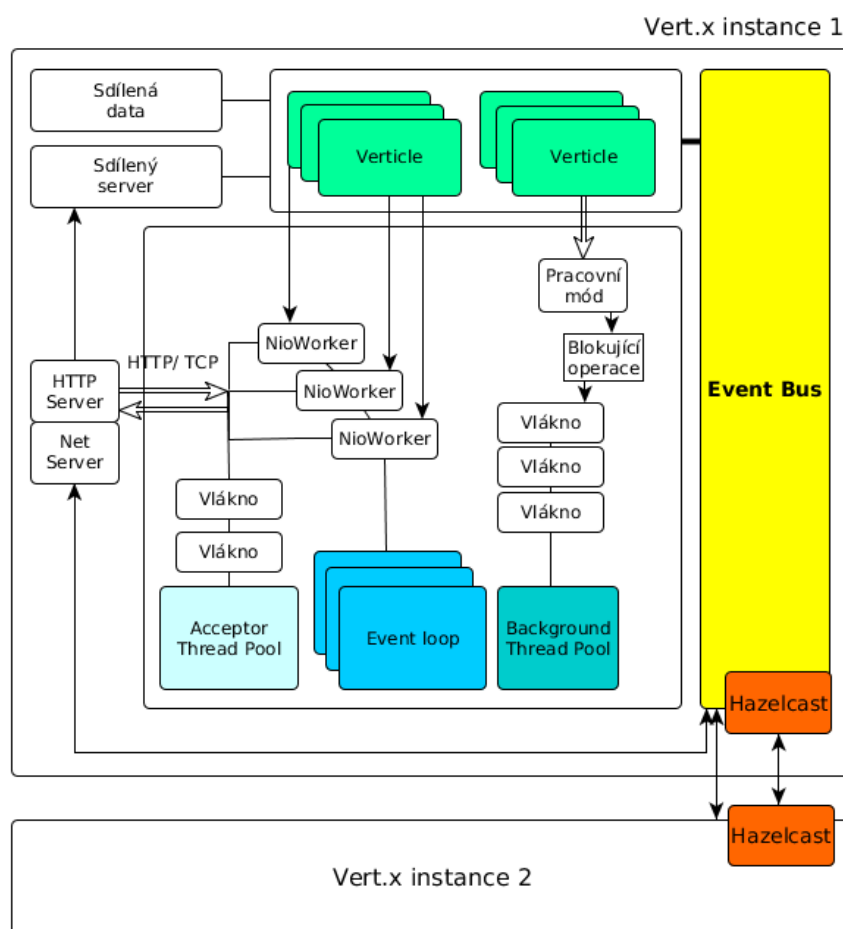 Vert.x instance 1
Sdílená
data
Sdílený
server
Verticle
Verticle
Pracovní
mód
Blokující
operace
NioWorker
NioWorker
NioWorker
HTTP/ TCP
HTTP
Server
Net
Server
Vlákno
Vlákno
Vlákno
Vlákno
Vlákno
Acceptor
Thread Pool
Event loop
Background
Thread Pool
Event Bus
Hazelcast
Hazelcast
Vert.x instance 2